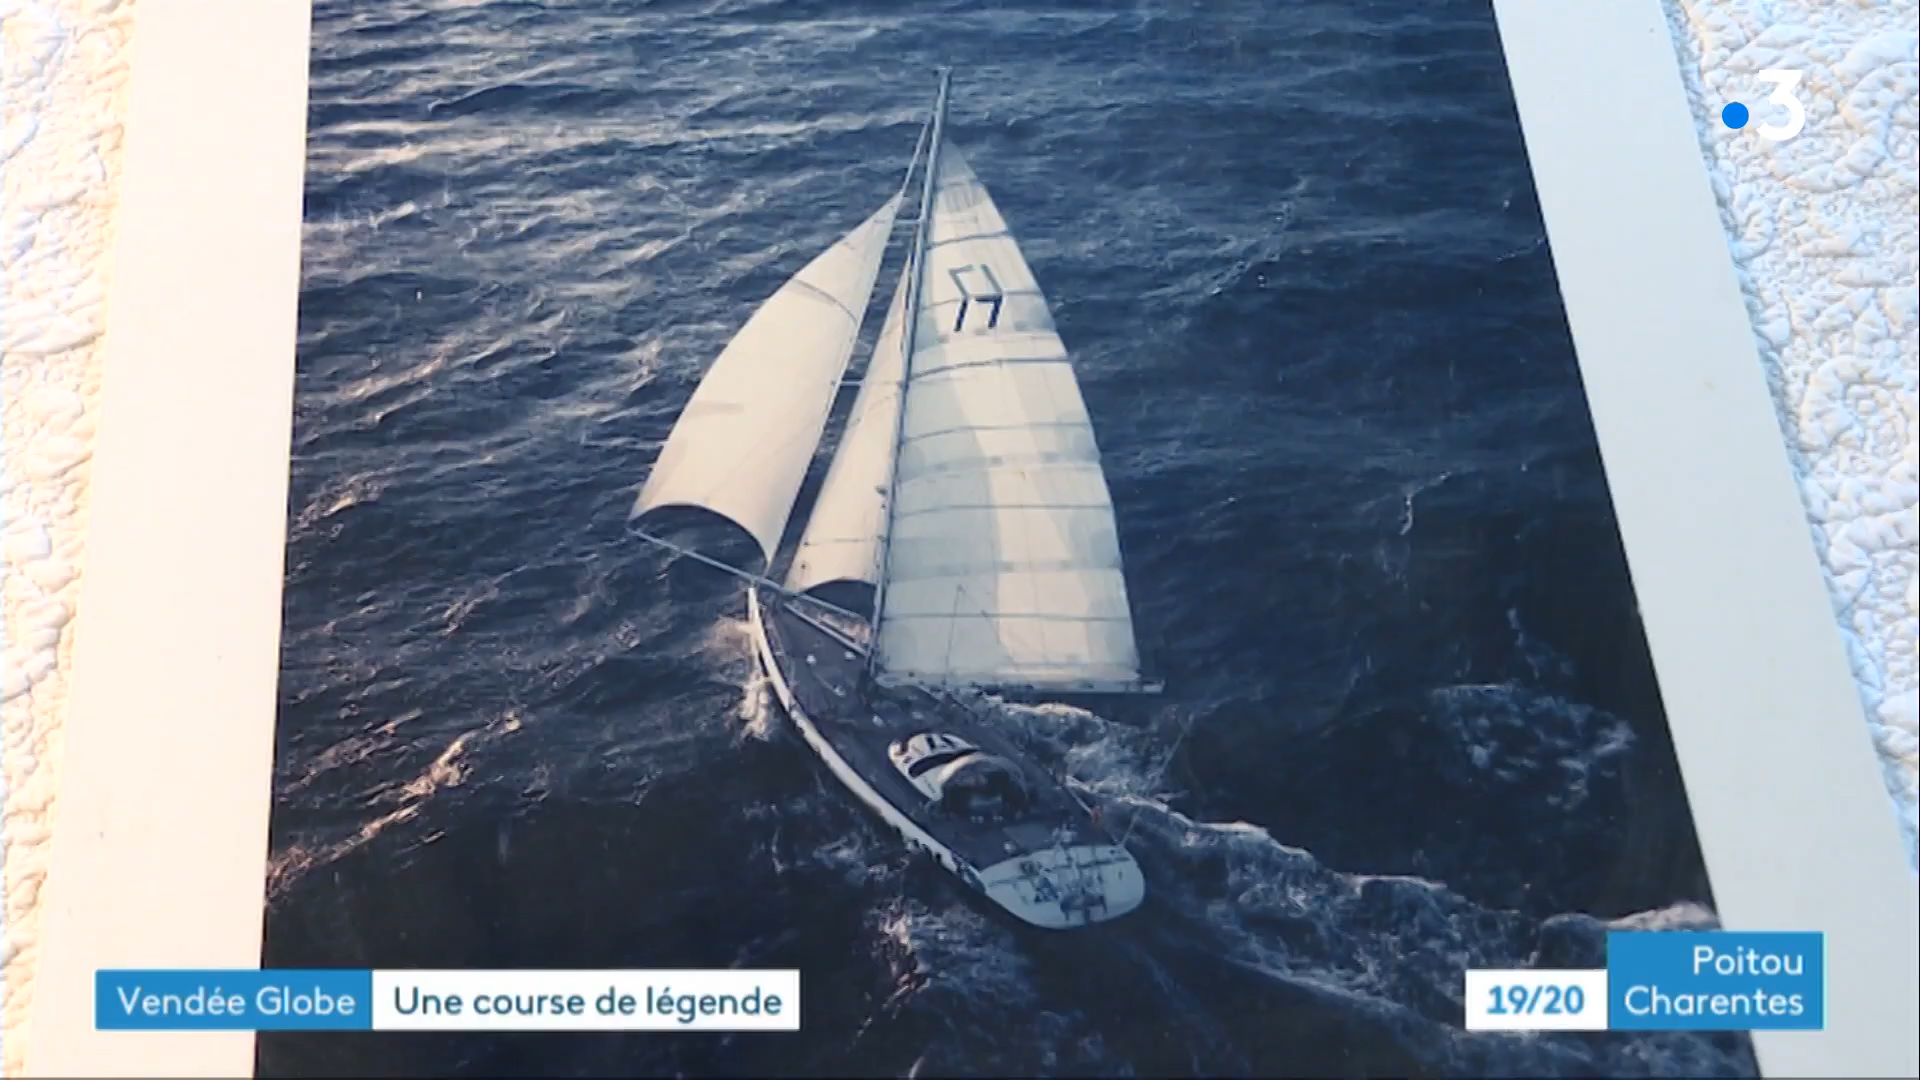 3
Vendée Globe
Une course de légende
19/20
Poitou
Charentes